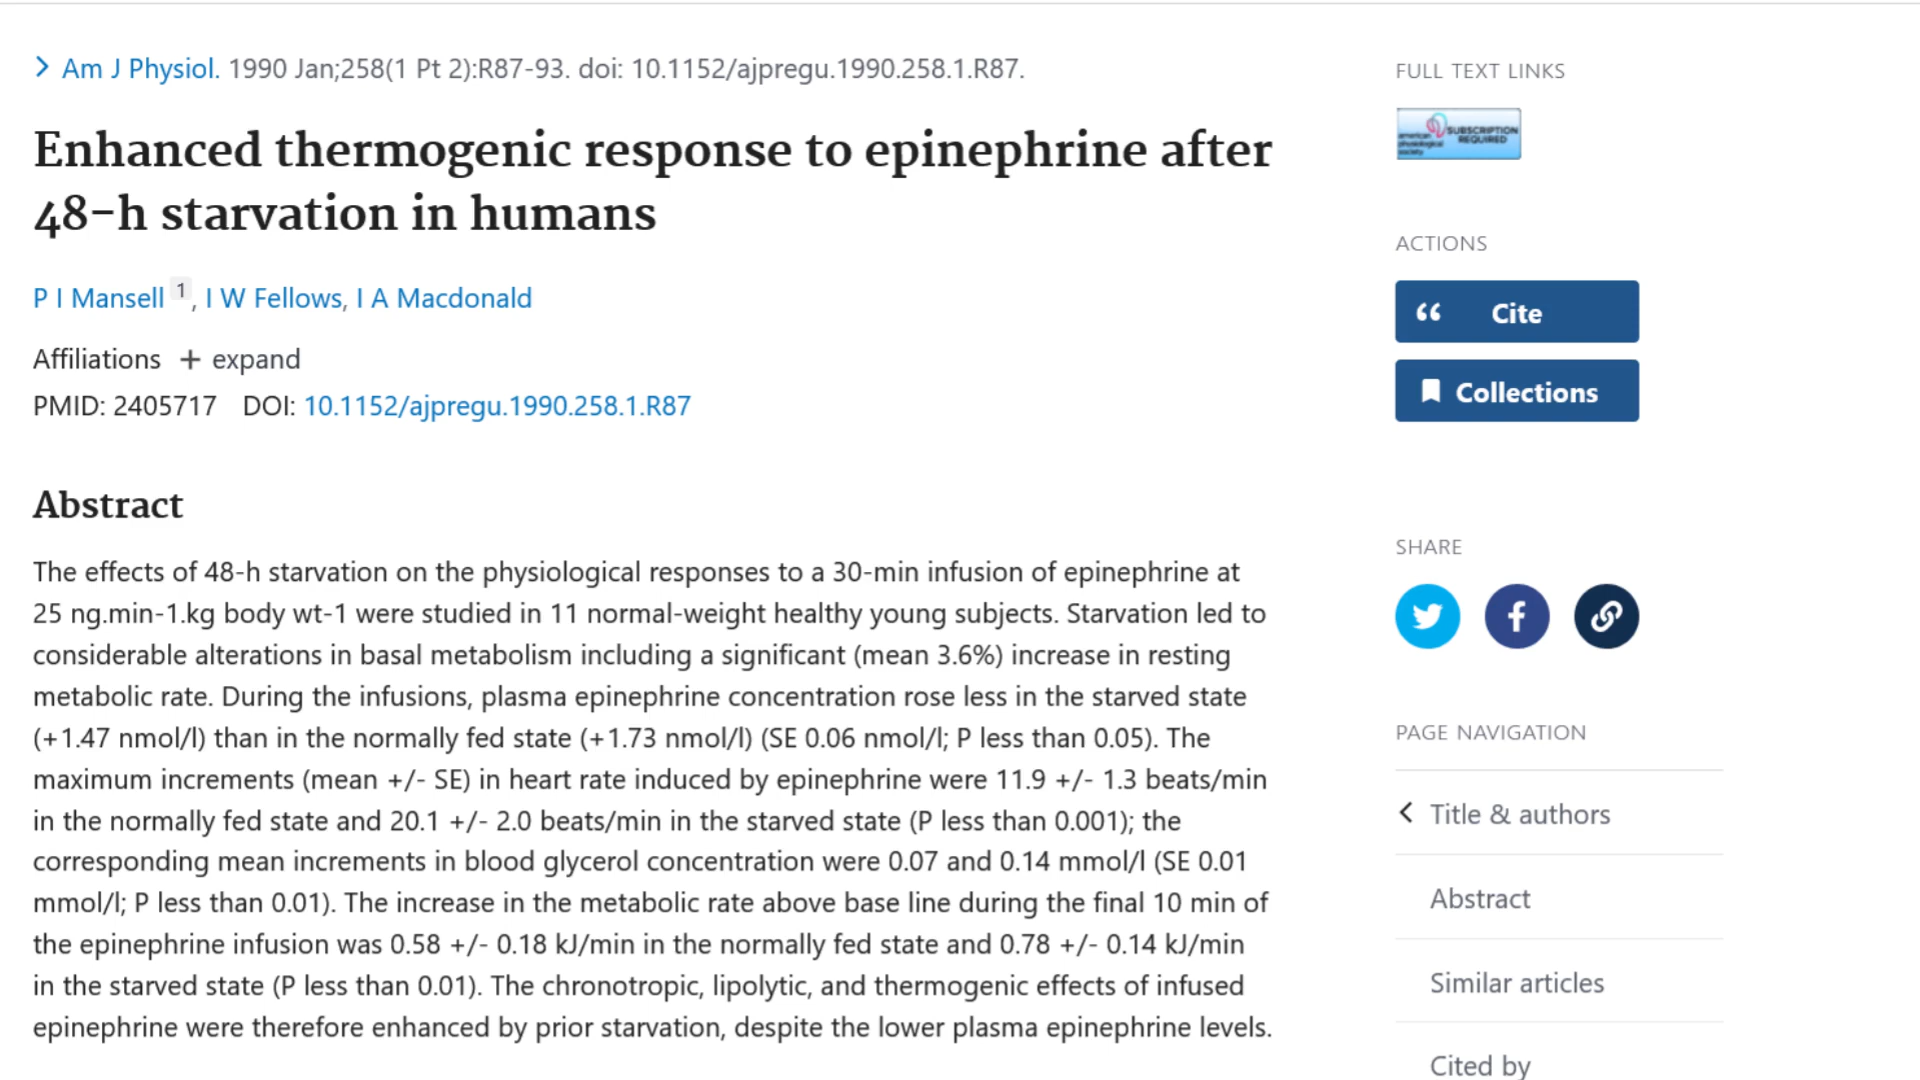 Am J Physiol. 1990 Jan;258(1 Pt 2):R87-93. doi: 10.1152/ajpregu.1990.258.1.R87.
Enhanced thermogenic response to epinephrine after
48-h starvation in humans
P I Mansell 1, I W Fellows, I A Macdonald
Affiliations + expand
PMID: 2405717 DOI: 10.1152/ajpregu.1990.258.1.R87
Abstract
The effects of 48-h starvation on the physiological responses to a 30-min infusion of epinephrine at
25 ng.min-1.kg body wt-1 were studied in 11 normal-weight healthy young subjects. Starvation led to
considerable alterations in basal metabolism including a significant (mean 3.6%) increase in resting
metabolic rate. During the infusions, plasma epinephrine concentration rose less in the starved state
(+1.47 nmol/l) than in the normally fed state (+1.73 nmol/l) (SE 0.06 nmol/l; P less than 0.05). The
maximum increments (mean +/- SE) in heart rate induced by epinephrine were 11.9 +/- 1.3 beats/min
in the normally fed state and 20.1 +/- 2.0 beats/min in the starved state (P less than 0.001); the
corresponding mean increments in blood glycerol concentration were 0.07 and 0.14 mmol/l (SE 0.01
mmol/l; P less than 0.01). The increase in the metabolic rate above base line during the final 10 min of
the epinephrine infusion was 0.58 +/- 0.18 kJ/min in the normally fed state and 0.78 +/- 0.14 kJ/min
in the starved state (P less than 0.01). The chronotropic, lipolytic, and thermogenic effects of infused
epinephrine were therefore enhanced by prior starvation, despite the lower plasma epinephrine levels.
FULL TEXT LINKS
american
physiological
society
SUBSCRIPTION
REQUIRED
ACTIONS
Cite
Collections
SHARE
PAGE NAVIGATION
Title & authors
Abstract
Similar articles
Cited by